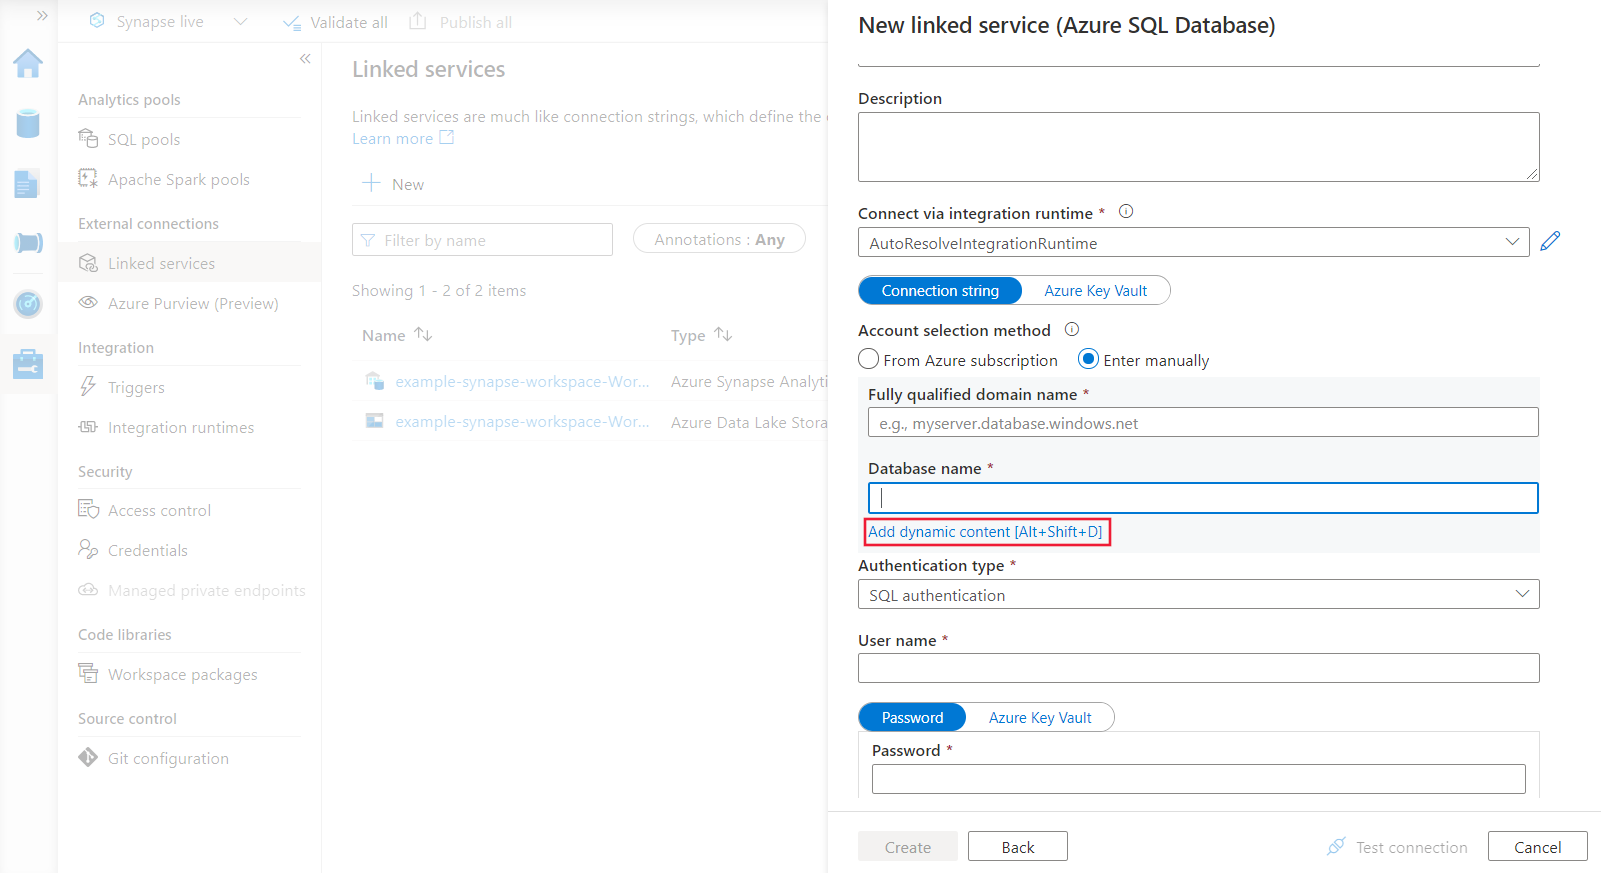 Synapse live
Validate all
Publish all
Analytics pools
SQL pools
Apache Spark pools
External connections
Linked services
Azure Purview (Preview)
Integration
Triggers
Integration runtimes
Security
Access control
Credentials
Managed private endpoints
Code libraries
Workspace packages
Source control
Git configuration
Linked services
Linked services are much like connection strings, which define the
Learn more
New
Filter by name
Annotations : Any
Showing 1 - 2 of 2 items
Name Type
example-synapse-workspace-Wor... Azure Synapse Analyti
example-synapse-workspace-Wor... Azure Data Lake Stora
New linked service (Azure SQL Database)
Description
Connect via integration runtime *
AutoResolveIntegrationRuntime
Connection string Azure Key Vault
Account selection method
From Azure subscription Enter manually
Fully qualified domain name *
e.g., myserver.database.windows.net
Database name *
Add dynamic content [Alt+Shift+D]
Authentication type *
SQL authentication
User name *
Password Azure Key Vault
Password *
Create Back Test connection Cancel